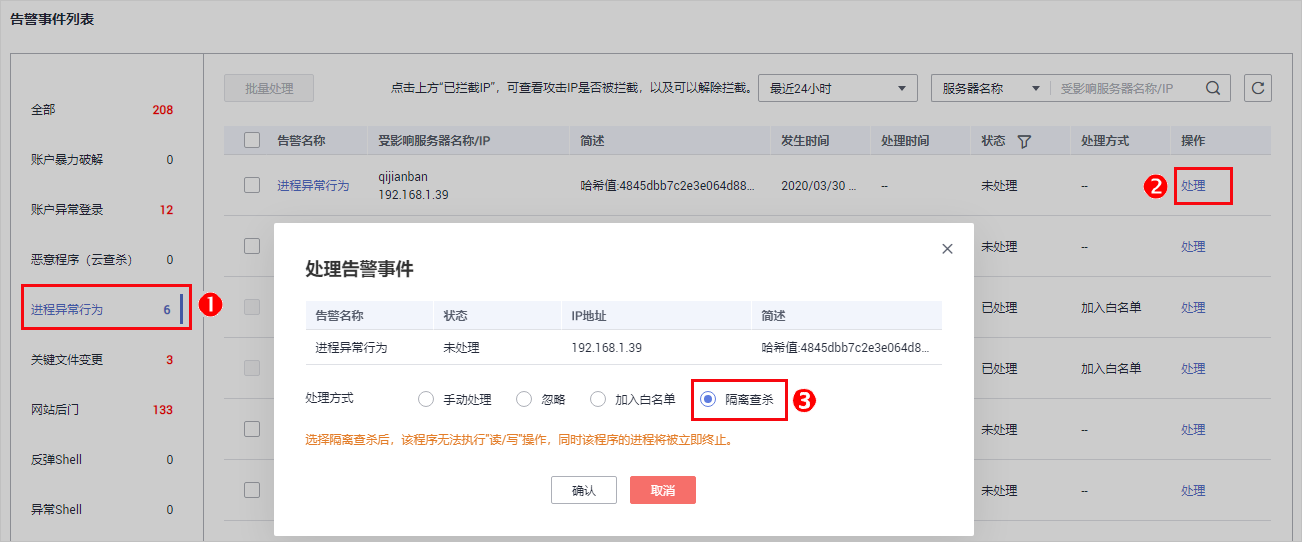 告警事件列表
批量处理
点击上方“已拦截IP”，可查看攻击IP是否被拦截，以及可以解除拦截。
最近24小时
服务器名称
受影响服务器名称/IP
全部 208
账户暴力破解 0
账户异常登录 12
恶意程序（云查杀） 0
进程异常行为 6
1
关键文件变更 3
网站后门 133
反弹Shell 0
异常Shell 0
告警名称 受影响服务器名称/IP 简述 发生时间 处理时间 状态 处理方式 操作
进程异常行为 qijianban 哈希值:4845dbb7c2e3e064d88... 2020/03/30 ... -- 未处理 -- 2 处理
192.168.1.39
未处理 -- 处理
已处理 加入白名单 处理
已处理 加入白名单 处理
未处理 -- 处理
未处理 -- 处理
处理告警事件
告警名称 状态 IP地址 简述
进程异常行为 未处理 192.168.1.39 哈希值:4845dbb7c2e3e064d8...
处理方式 手动处理 忽略 加入白名单 隔离查杀 3
选择隔离查杀后，该程序无法执行"读/写"操作，同时该程序的进程将被立即终止。
确认 取消